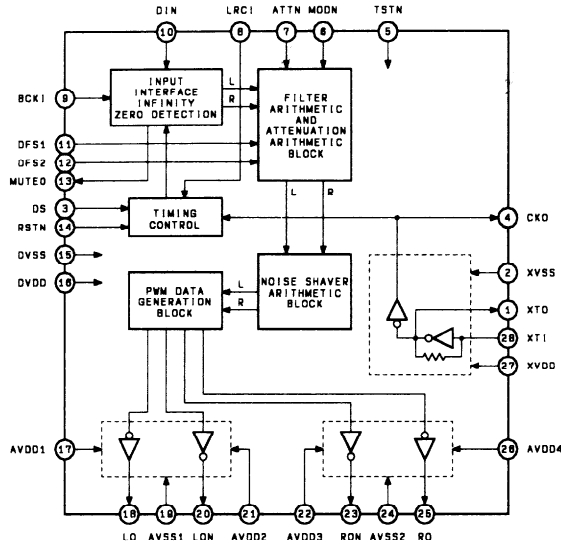 DIN LRCI ATTN MODN TSTN
10 8 7 6 5
INPUT
INTERFACE
INFINITY
ZERO DETECTION
L
R
FILTER
ARITHMETIC
AND
ATTENUATION
ARITHMETIC
BLOCK
BCKI 9
DFS1 11
DFS2 12
MUTEO 13
L R
DS 3
RSTN 14
TIMING
CONTROL
4 CKO
DVSS 15
DVDD 16
PWM DATA
GENERATION
BLOCK
L
R
NOISE SHAVER
ARITHMETIC
BLOCK
2 XVSS
1 XTO
28 XTI
27 XVDD
AVDD1 17
26 AVDD4
18 19 20 21 22 23 24 25
LO AVSS1 LON AVDD2 AVDD3 RON AVSS2 RO